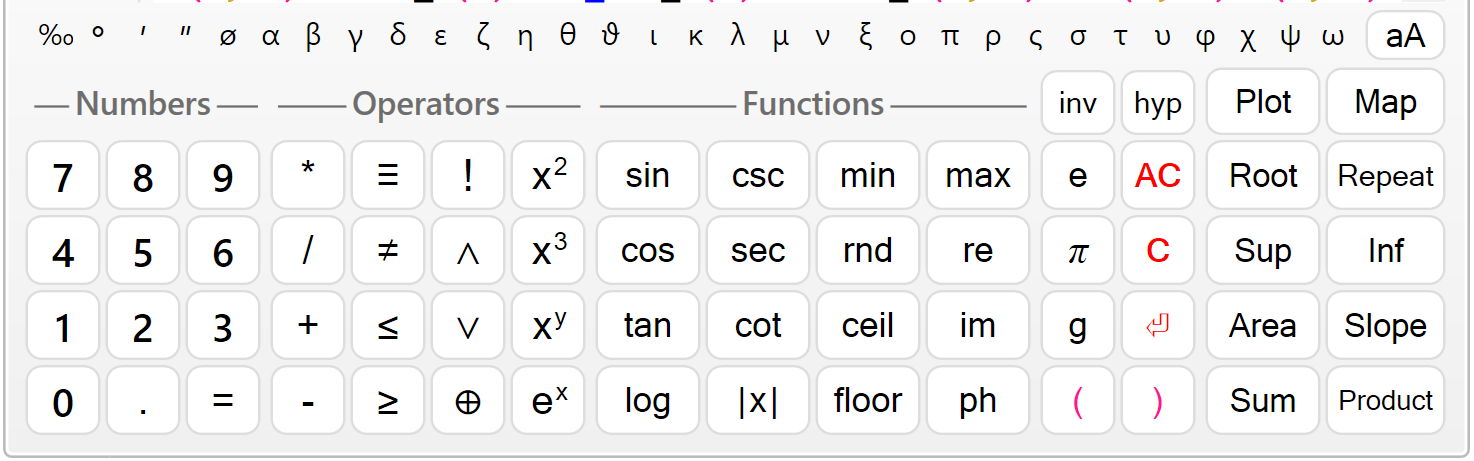 ‰ ° ′ ″ ø α β γ δ ε ζ η θ ϑ ι κ λ μ ν ξ ο π ρ ς σ τ υ φ χ ψ ω aA
Numbers Operators Functions inv hyp Plot Map
7 8 9 * ≡ ! x² sin csc min max e AC Root Repeat
4 5 6 / ≠ ∧ x³ cos sec rnd re π C Sup Inf
1 2 3 + ≤ ∨ xʸ tan cot ceil im g ⏎ Area Slope
0 . = - ≥ ⊕ eˣ log |x| floor ph ( ) Sum Product